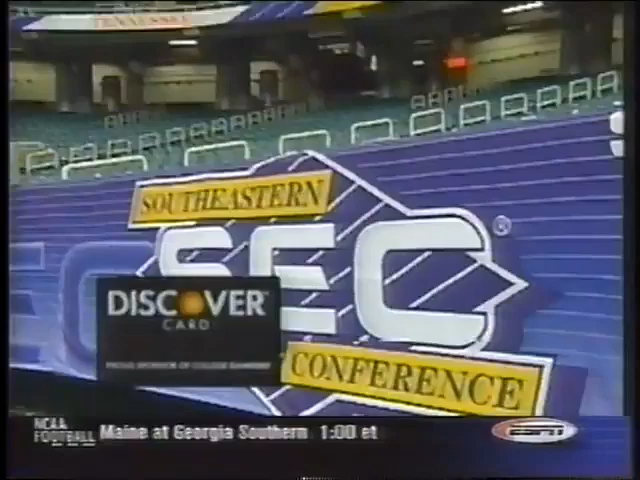 TENNESSEE
SOUTHEASTERN
SEC ®
DISCOVER
CARD
CONFERENCE
NCAA
FOOTBALL
Maine at Georgia Southern 1:00 et
ESPN